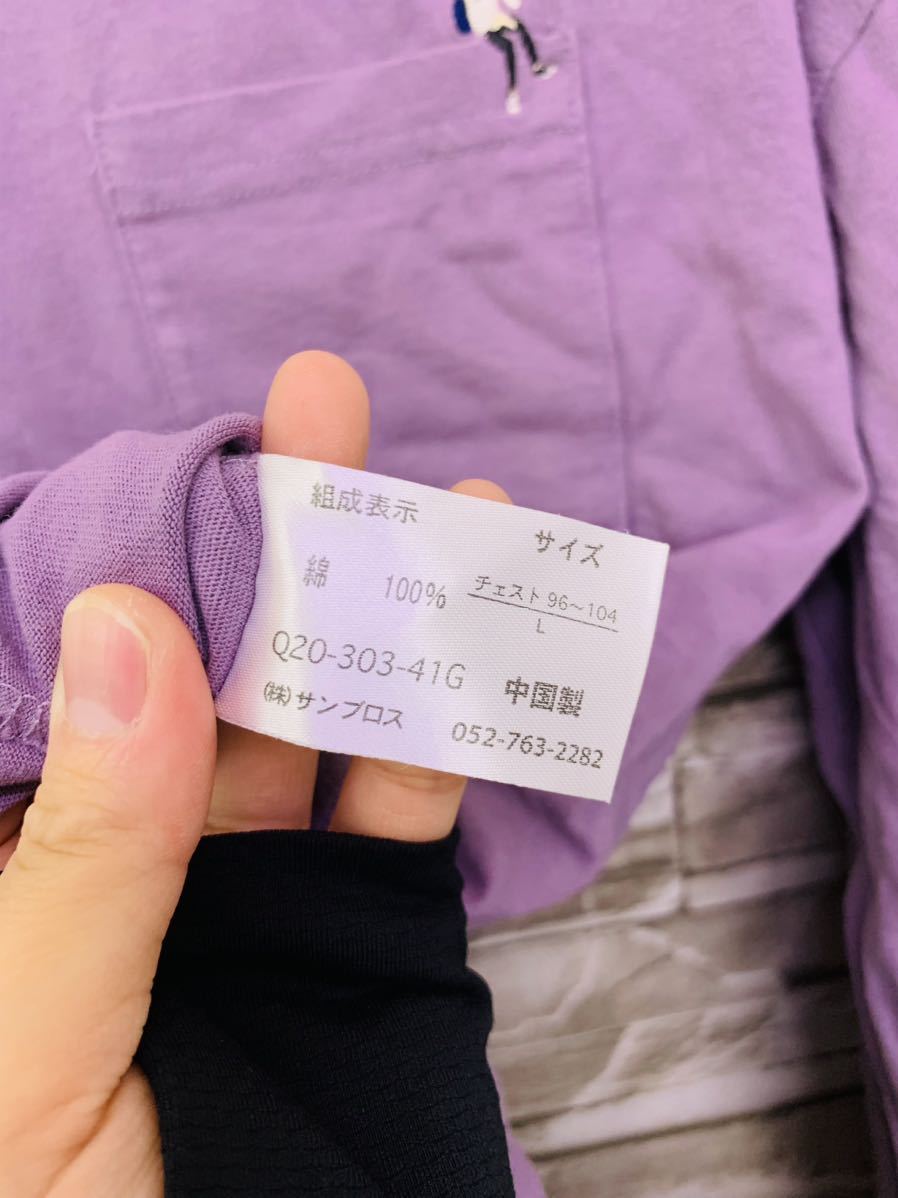 組成表示
サイズ
綿 100%
チェスト 96～104
L
Q20-303-41G
中国製
(株)サンブロス
052-763-2282